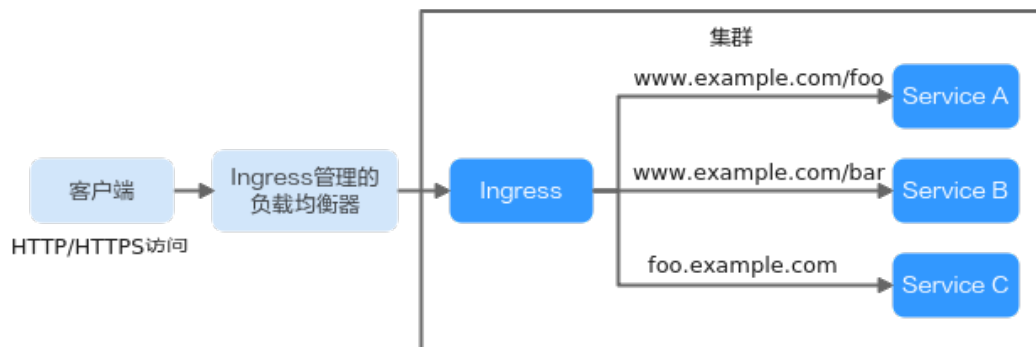 集群
www.example.com/foo
Service A
客户端
Ingress管理的
负载均衡器
Ingress
www.example.com/bar
Service B
HTTP/HTTPS访问
foo.example.com
Service C